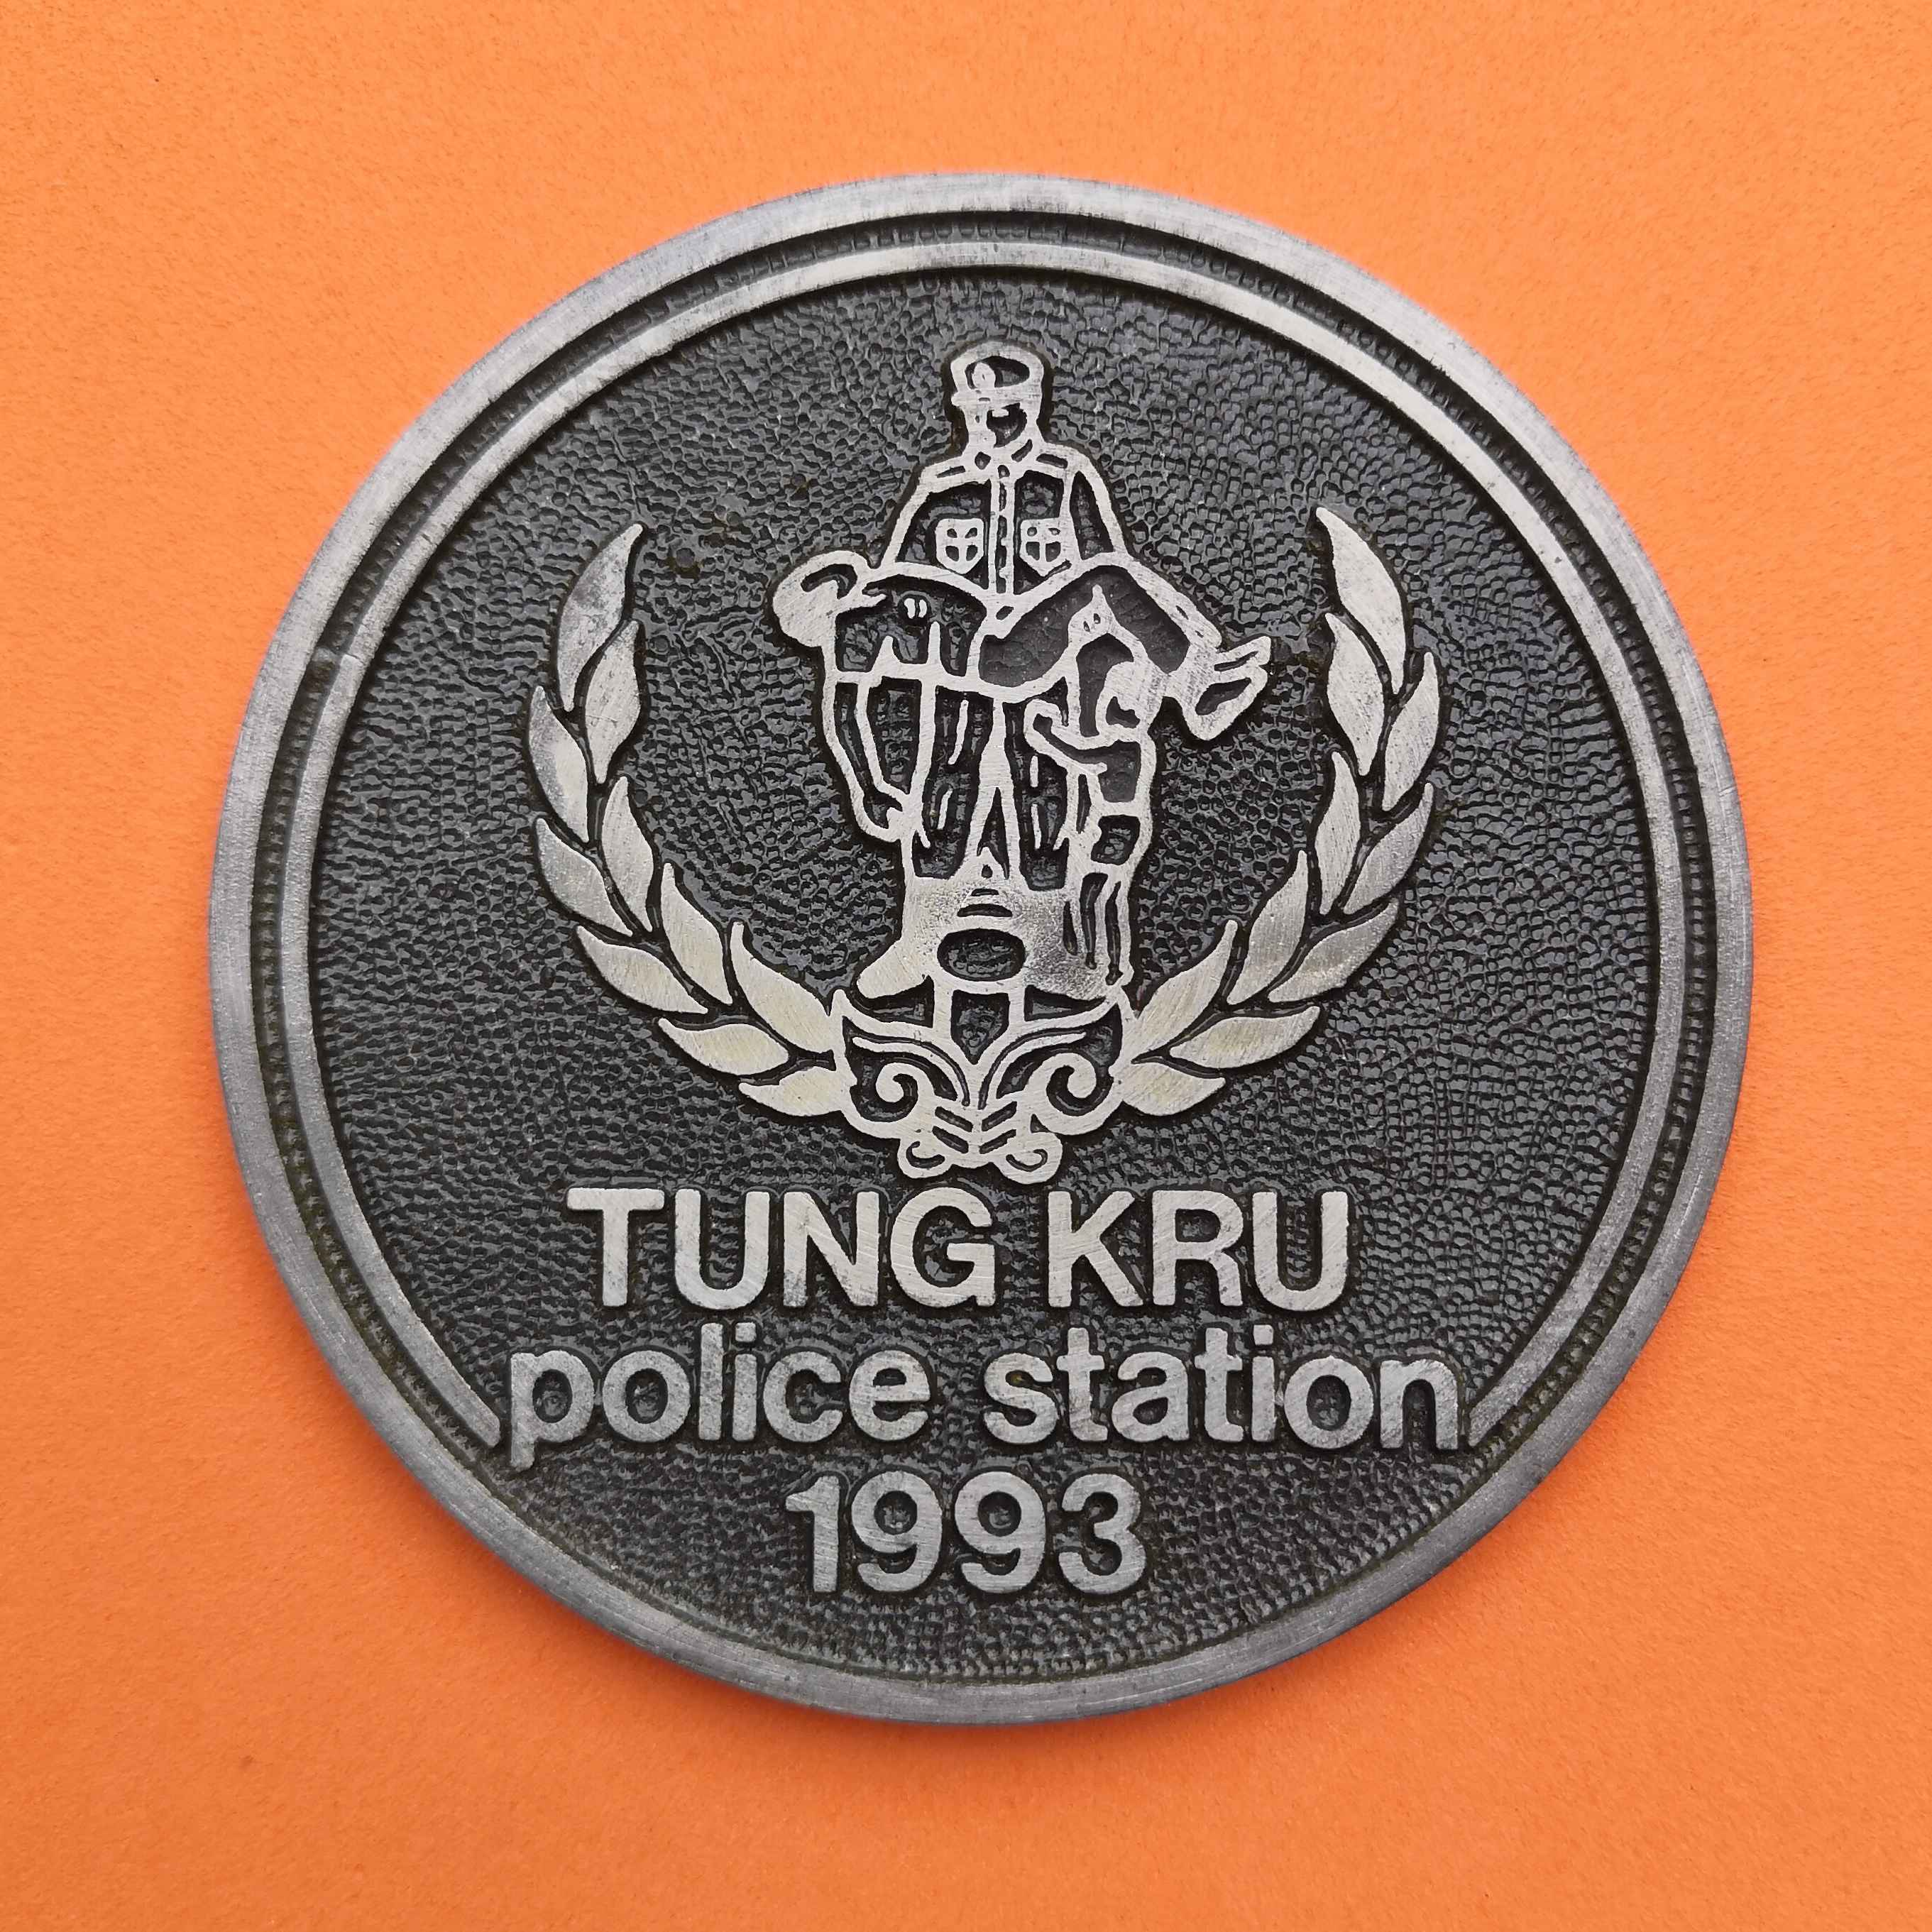 TUNG KRU
police station
1993